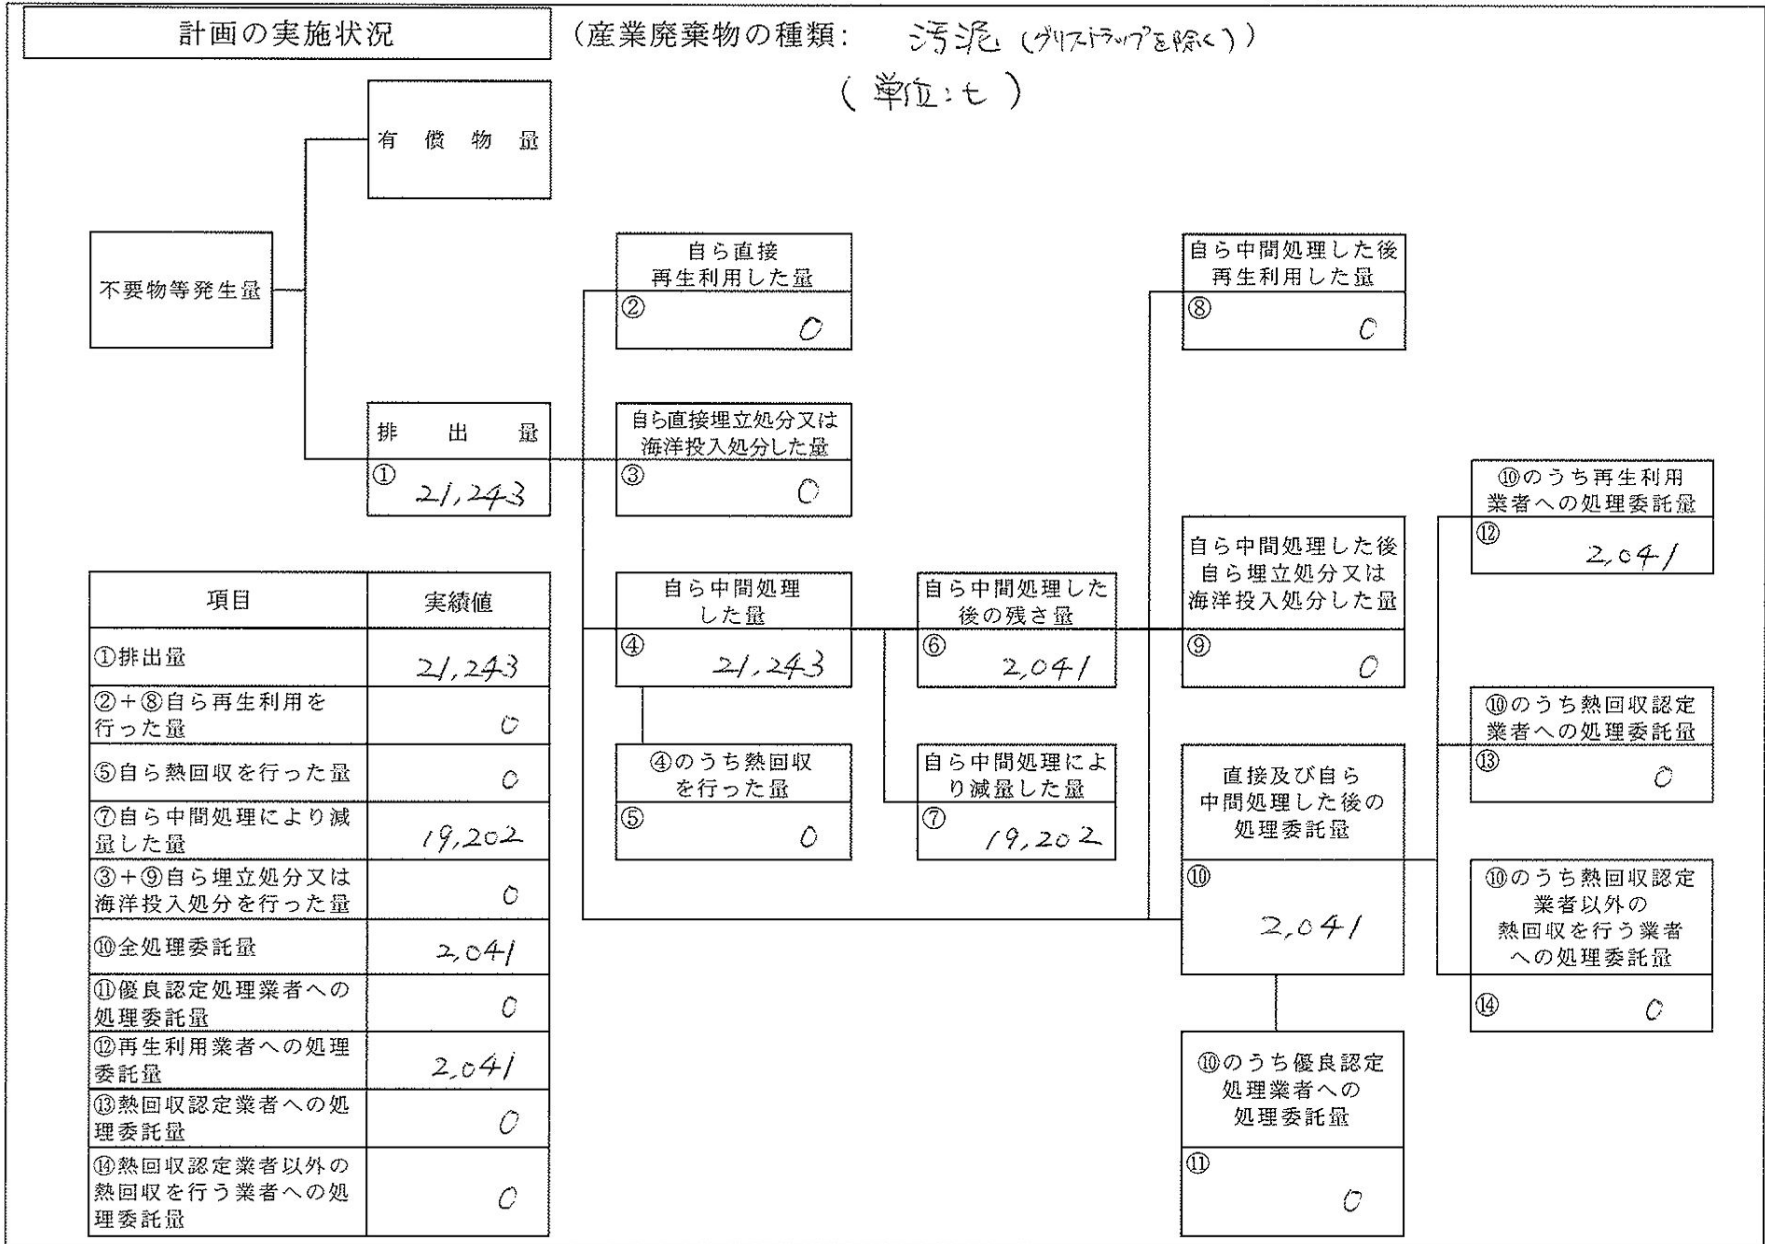 計画の実施状況
(産業廃棄物の種類: 汚泥 (グリストラップを除く))
(単位:t)
有償物量
不要物等発生量
排出量
① 21,243
自ら直接
再生利用した量
② 0
自ら直接埋立処分又は
海洋投入処分した量
③ 0
自ら中間処理
した量
④ 21,243
④のうち熱回収
を行った量
⑤ 0
自ら中間処理した
後の残さ量
⑥ 2,041
自ら中間処理によ
り減量した量
⑦ 19,202
自ら中間処理した後
再生利用した量
⑧ 0
自ら中間処理した後
自ら埋立処分又は
海洋投入処分した量
⑨ 0
直接及び自ら
中間処理した後の
処理委託量
⑩
2,041
⑩のうち優良認定
処理業者への
処理委託量
⑪
0
⑩のうち再生利用
業者への処理委託量
⑫ 2,041
⑩のうち熱回収認定
業者への処理委託量
⑬ 0
⑩のうち熱回収認定
業者以外の
熱回収を行う業者
への処理委託量
⑭ 0
項目 実績値
①排出量 21,243
②+⑧自ら再生利用を
行った量 0
⑤自ら熱回収を行った量 0
⑦自ら中間処理により減
量した量 19,202
③+⑨自ら埋立処分又は
海洋投入処分を行った量 0
⑩全処理委託量 2,041
⑪優良認定処理業者への
処理委託量 0
⑫再生利用業者への処理
委託量 2,041
⑬熱回収認定業者への処
理委託量 0
⑭熱回収認定業者以外の
熱回収を行う業者への処
理委託量 0